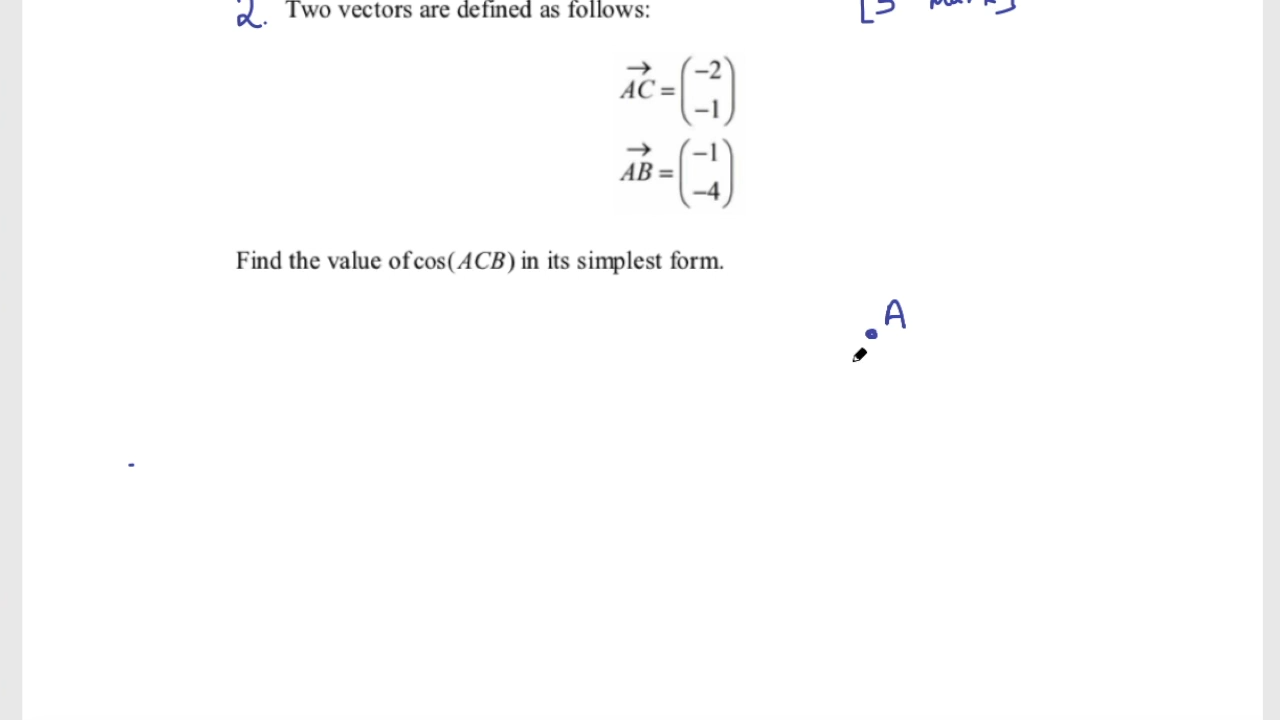 2. Two vectors are defined as follows:
→AC = (−2 −1)
→AB = (−1 −4)
Find the value of cos(ACB) in its simplest form.
A